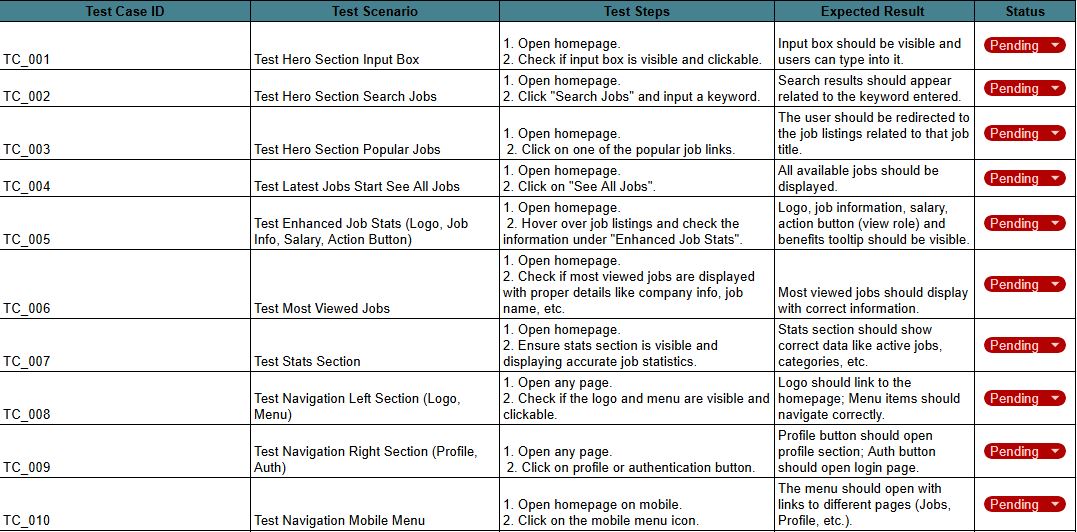 Test Case ID Test Scenario Test Steps Expected Result Status
TC_001
Test Hero Section Input Box
1. Open homepage.
2. Check if input box is visible and clickable.
Input box should be visible and
users can type into it.
Pending
TC_002
Test Hero Section Search Jobs
1. Open homepage.
2. Click "Search Jobs" and input a keyword.
Search results should appear
related to the keyword entered.
Pending
TC_003
Test Hero Section Popular Jobs
1. Open homepage.
2. Click on one of the popular job links.
The user should be redirected to
the job listings related to that job
title.
Pending
TC_004
Test Latest Jobs Start See All Jobs
1. Open homepage.
2. Click on "See All Jobs".
All available jobs should be
displayed.
Pending
TC_005
Test Enhanced Job Stats (Logo, Job
Info, Salary, Action Button)
1. Open homepage.
2. Hover over job listings and check the
information under "Enhanced Job Stats".
Logo, job information, salary,
action button (view role) and
benefits tooltip should be visible.
Pending
TC_006
Test Most Viewed Jobs
1. Open homepage.
2. Check if most viewed jobs are displayed
with proper details like company info, job
name, etc.
Most viewed jobs should display
with correct information.
Pending
TC_007
Test Stats Section
1. Open homepage.
2. Ensure stats section is visible and
displaying accurate job statistics.
Stats section should show
correct data like active jobs,
categories, etc.
Pending
TC_008
Test Navigation Left Section (Logo,
Menu)
1. Open any page.
2. Check if the logo and menu are visible and
clickable.
Logo should link to the
homepage; Menu items should
navigate correctly.
Pending
TC_009
Test Navigation Right Section (Profile,
Auth)
1. Open any page.
2. Click on profile or authentication button.
Profile button should open
profile section; Auth button
should open login page.
Pending
TC_010
Test Navigation Mobile Menu
1. Open homepage on mobile.
2. Click on the mobile menu icon.
The menu should open with
links to different pages (Jobs,
Profile, etc.).
Pending